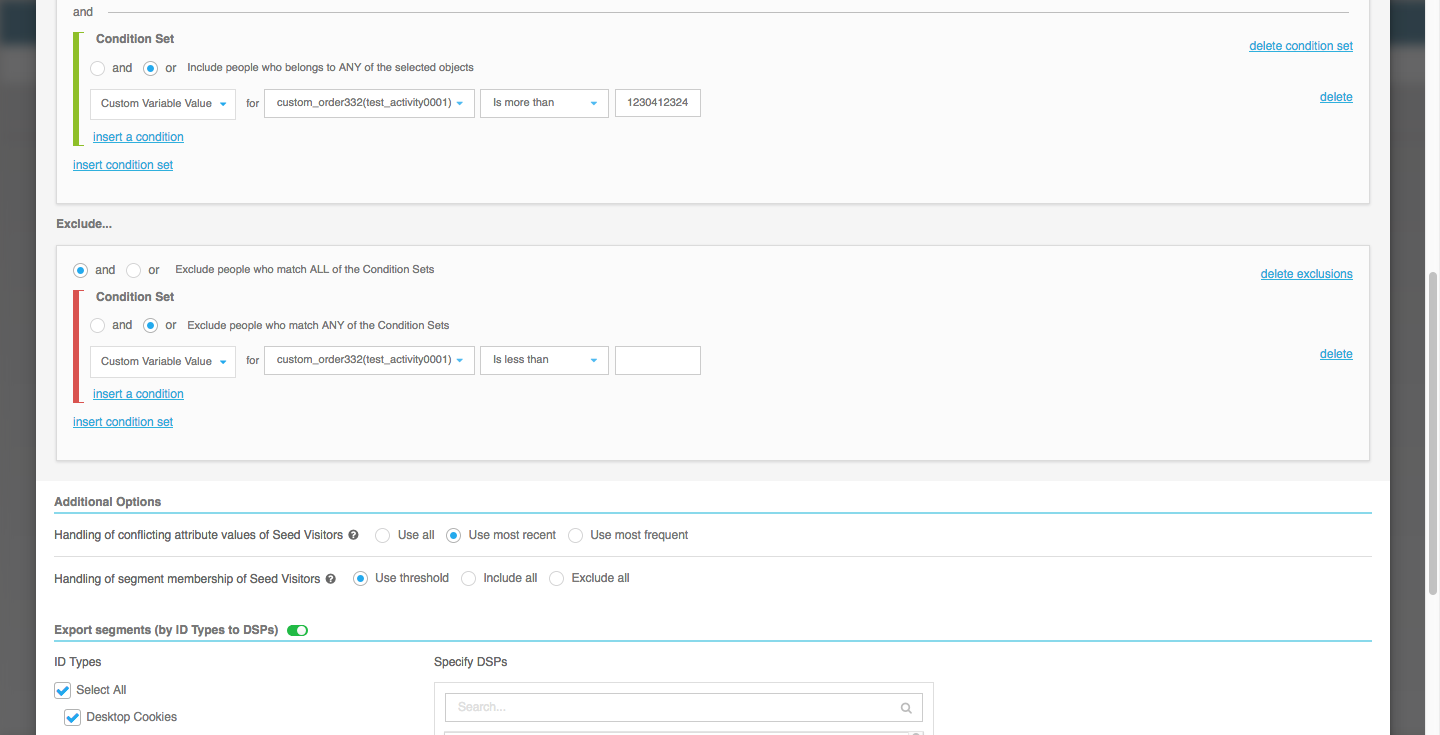 and
Condition Set
delete condition set
and or Include people who belongs to ANY of the selected objects
Custom Variable Value for custom_order332(test_activity0001) Is more than 1230412324 delete
insert a condition
insert condition set
Exclude...
and or Exclude people who match ALL of the Condition Sets delete exclusions
Condition Set
and or Exclude people who match ANY of the Condition Sets
Custom Variable Value for custom_order332(test_activity0001) Is less than delete
insert a condition
insert condition set
Additional Options
Handling of conflicting attribute values of Seed Visitors ? Use all Use most recent Use most frequent
Handling of segment membership of Seed Visitors ? Use threshold Include all Exclude all
Export segments (by ID Types to DSPs)
ID Types Specify DSPs
Select All
Search...
Desktop Cookies